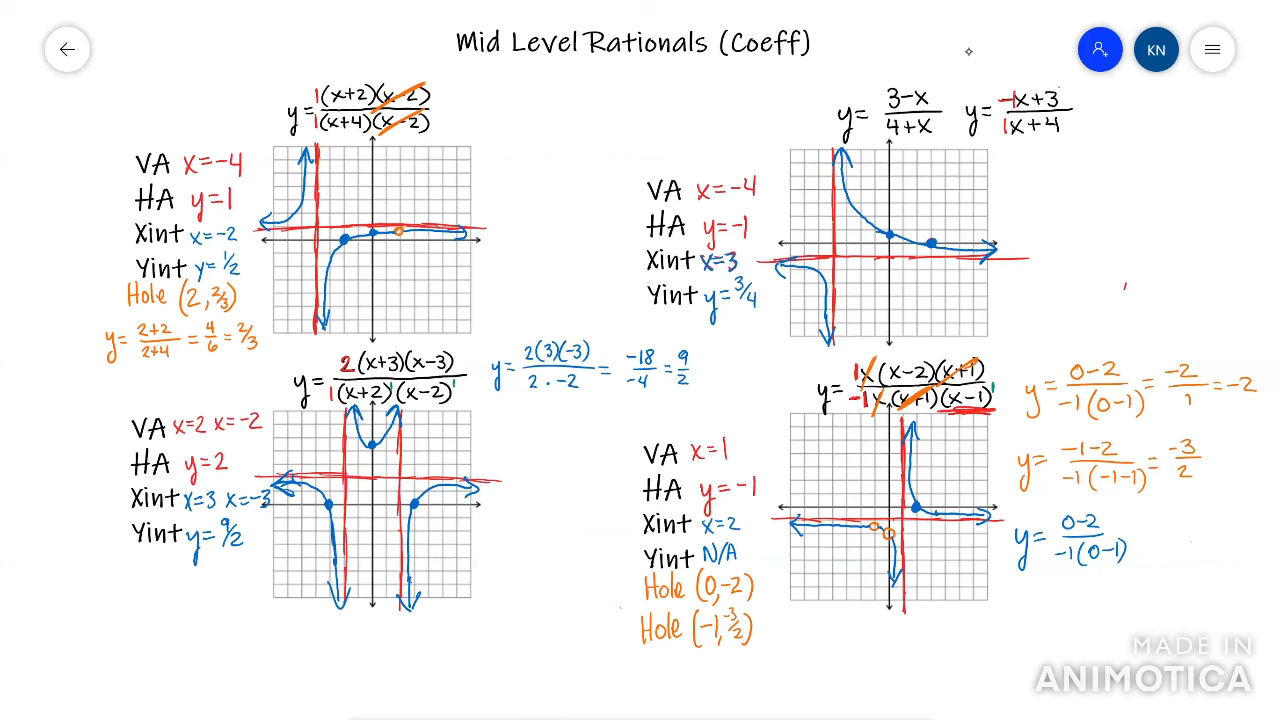 Mid Level Rationals (Coeff)
KN
y = 1(x+2)(x-2) / 1(x+4)(x-2)
VA x=-4
HA y=1
Xint x=-2
Yint y=1/2
Hole (2, 2/3)
y = 2+2 / 2+4 = 4/6 = 2/3
y = 3-x / 4+x
y = -1x+3 / 1x+4
VA x=-4
HA y=-1
Xint x=3
Yint y=3/4
y = 2(x+3)(x-3) / 1(x+2)¹(x-2)¹
y = 2(3)(-3) / 2·-2 = -18/-4 = 9/2
VA x=2 x=-2
HA y=2
Xint x=3 x=-3
Yint y=9/2
y = 1x(x-2)(x+1) / -1x(x+1)(x-1)¹
VA x=1
HA y=-1
Xint x=2
Yint N/A
Hole (0,-2)
Hole (-1, -3/2)
y = 0-2 / -1(0-1) = -2/1 = -2
y = -1-2 / -1(-1-1) = -3/2
y = 0-2 / -1(0-1)
MADE IN
ANIMOTICA